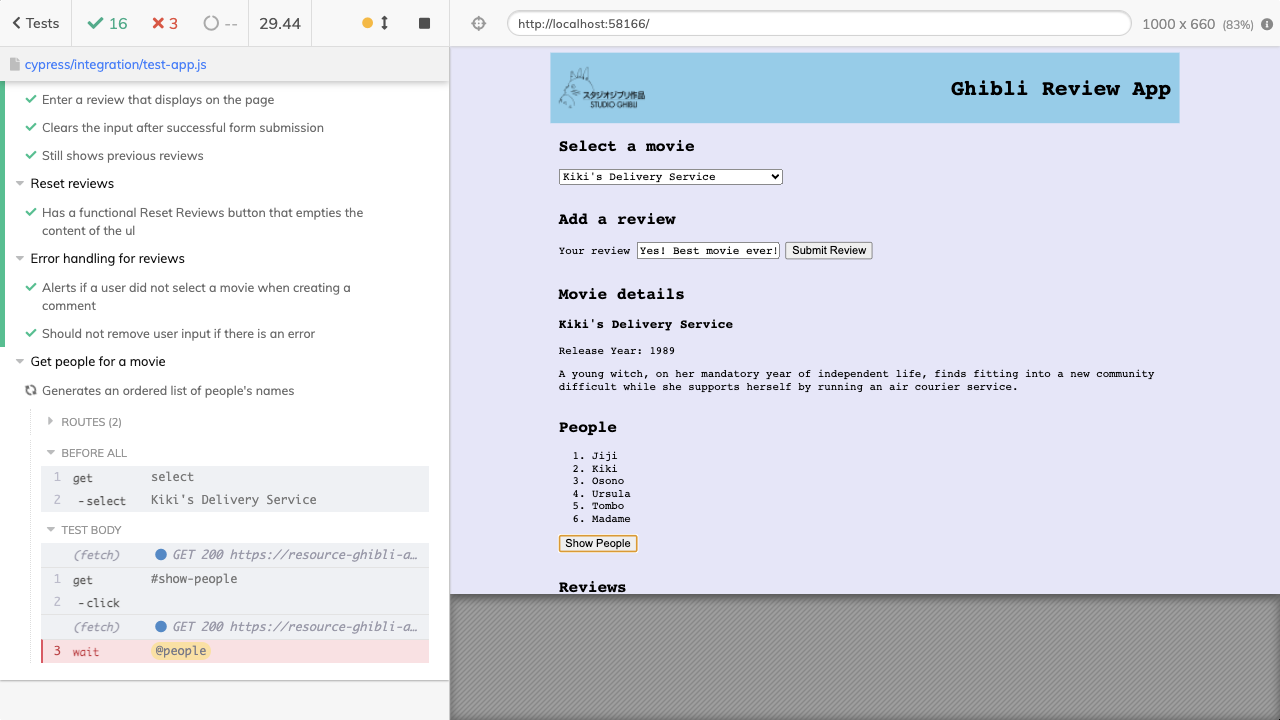 Tests
16
3
--
29.44
http://localhost:58166/
1000 x 660 (83%)
cypress/integration/test-app.js
Enter a review that displays on the page
Clears the input after successful form submission
Still shows previous reviews
Reset reviews
Has a functional Reset Reviews button that empties the
content of the ul
Error handling for reviews
Alerts if a user did not select a movie when creating a
comment
Should not remove user input if there is an error
Get people for a movie
Generates an ordered list of people's names
ROUTES (2)
BEFORE ALL
1 get select
2 -select Kiki's Delivery Service
TEST BODY
(fetch) GET 200 https://resource-ghibli-a…
1 get #show-people
2 -click
(fetch) GET 200 https://resource-ghibli-a…
3 wait @people
スタジオジブリ作品
STUDIO GHIBLI
Ghibli Review App
Select a movie
Kiki's Delivery Service
Add a review
Your review Yes! Best movie ever! Submit Review
Movie details
Kiki's Delivery Service
Release Year: 1989
A young witch, on her mandatory year of independent life, finds fitting into a new community
difficult while she supports herself by running an air courier service.
People
1. Jiji
2. Kiki
3. Osono
4. Ursula
5. Tombo
6. Madame
Show People
Reviews